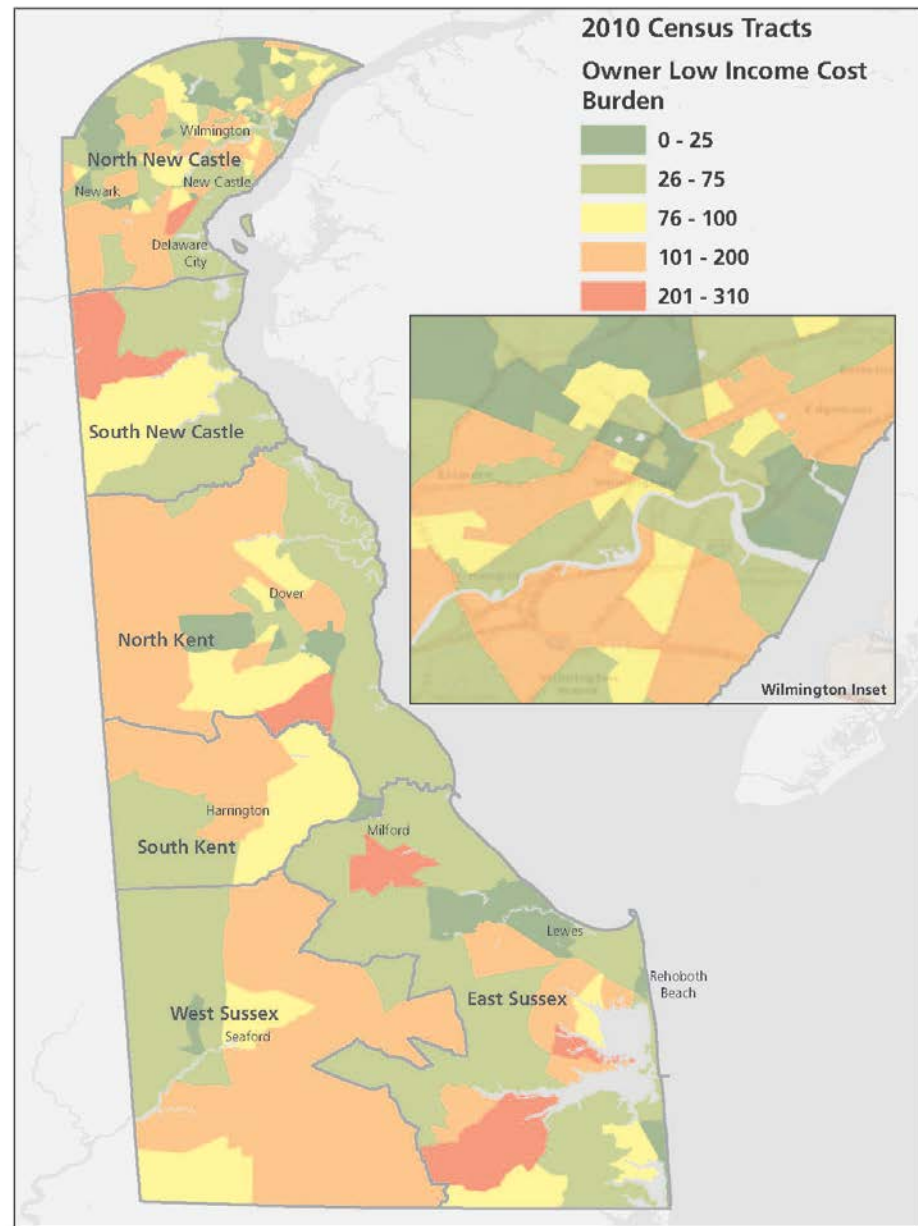 2010 Census Tracts
Owner Low Income Cost
Burden
0 - 25
26 - 75
76 - 100
101 - 200
201 - 310
Wilmington
North New Castle
New Castle
Newark
Delaware
City
South New Castle
Dover
North Kent
Wilmington Inset
Harrington
Milford
South Kent
Lewes
Rehoboth
Beach
East Sussex
West Sussex
Seaford